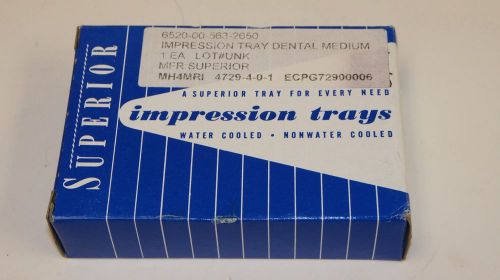 6520-00-563-2650
IMPRESSION TRAY DENTAL MEDIUM
1 EA LOT#UNK
MFR SUPERIOR
MH4MRI 4729-4-0-1 ECPG72900006
SUPERIOR
A SUPERIOR TRAY FOR EVERY NEED
impression trays
WATER COOLED • NONWATER COOLED